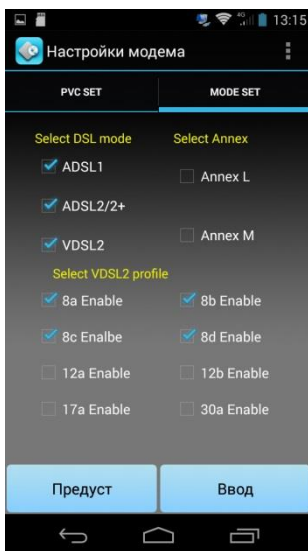 13:15
Настройки модема
PVC SET MODE SET
Select DSL mode Select Annex
ADSL1
Annex L
ADSL2/2+
VDSL2
Annex M
Select VDSL2 profile
8a Enable 8b Enable
8c Enalbe 8d Enable
12a Enable 12b Enable
17a Enable 30a Enable
Предуст Ввод